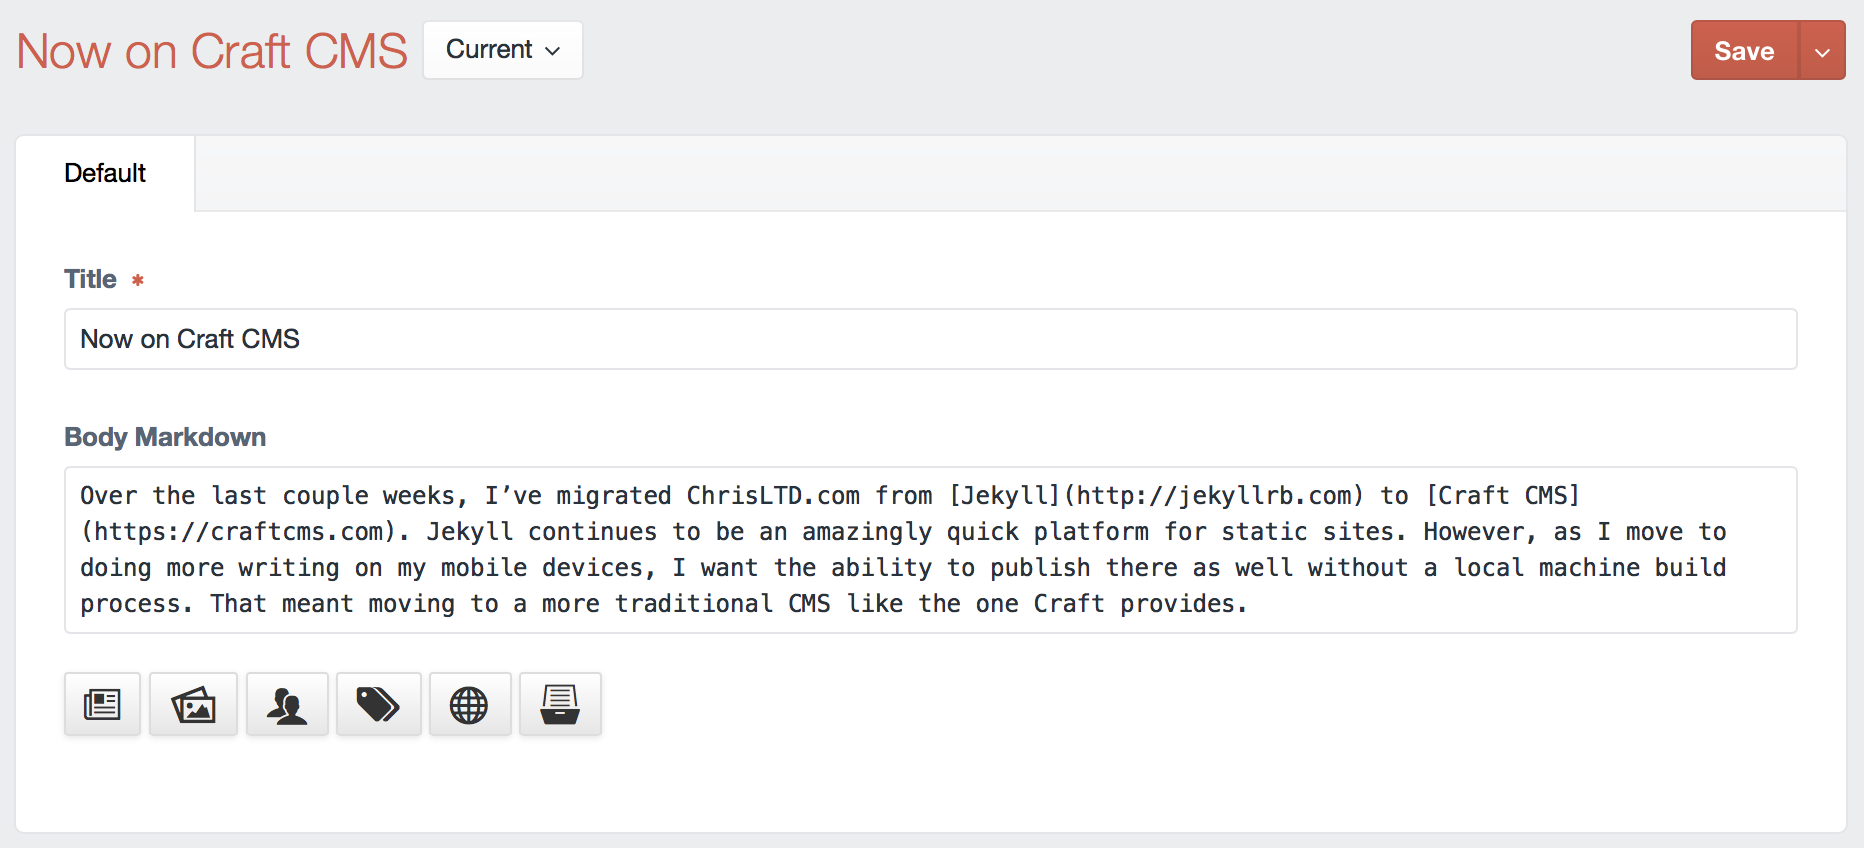 Now on Craft CMS
Current
Save
Default
Title *
Now on Craft CMS
Body Markdown
Over the last couple weeks, I’ve migrated ChrisLTD.com from [Jekyll](http://jekyllrb.com) to [Craft CMS]
(https://craftcms.com). Jekyll continues to be an amazingly quick platform for static sites. However, as I move to
doing more writing on my mobile devices, I want the ability to publish there as well without a local machine build
process. That meant moving to a more traditional CMS like the one Craft provides.